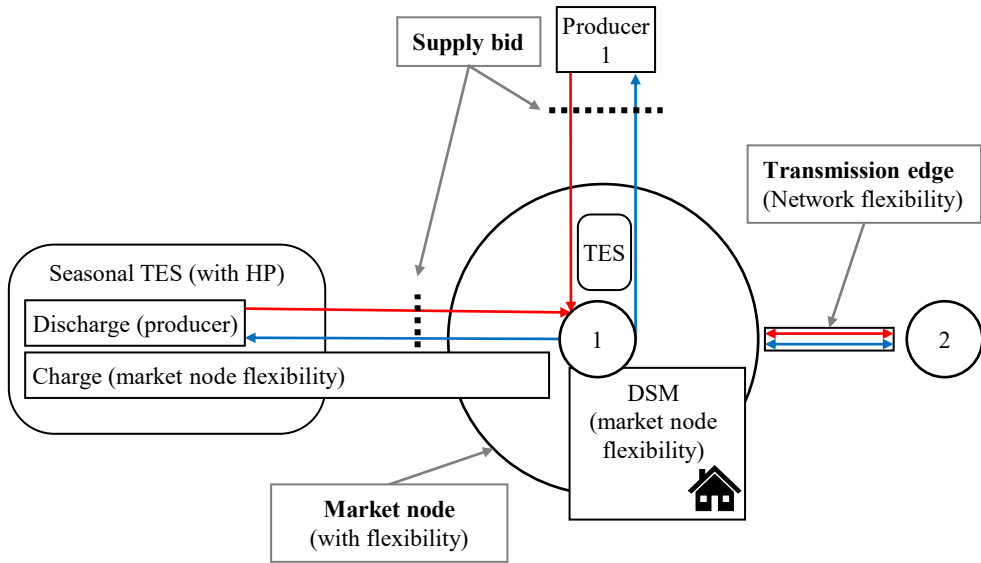 Supply bid
Producer
1
Transmission edge
(Network flexibility)
TES
Seasonal TES (with HP)
Discharge (producer)
Charge (market node flexibility)
1
2
DSM
(market node
flexibility)
Market node
(with flexibility)